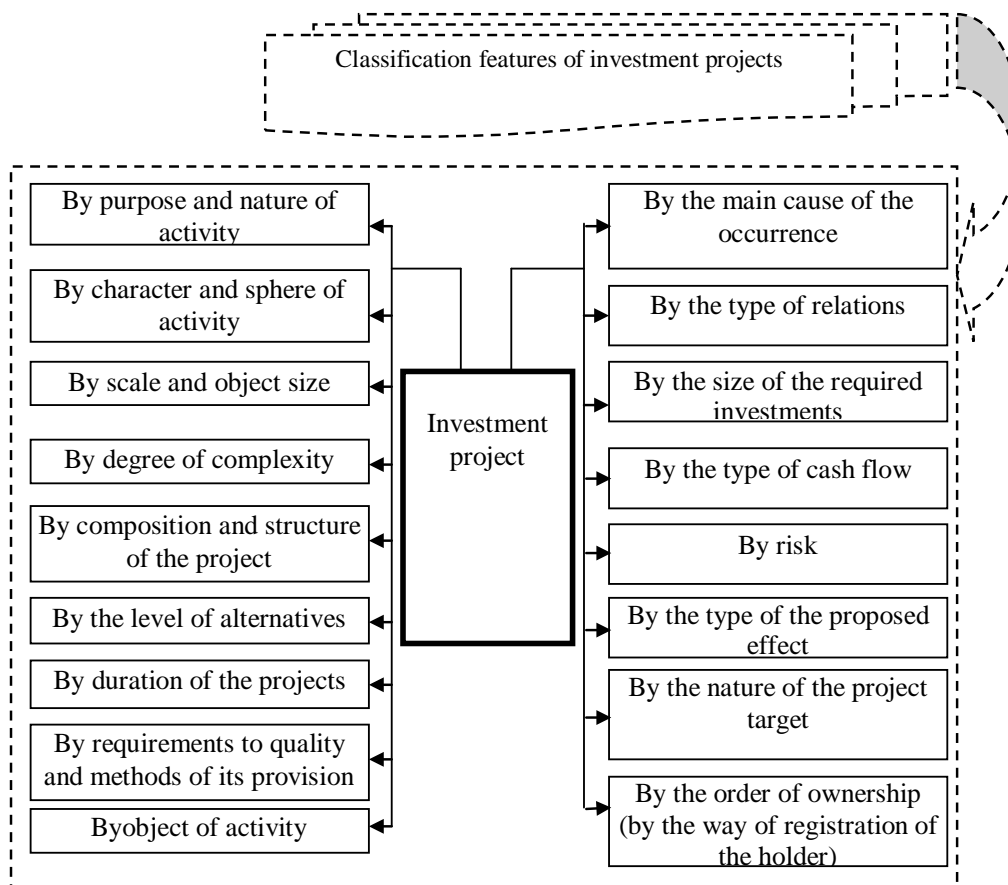 Classification features of investment projects
By purpose and nature of
activity
By character and sphere of
activity
By scale and object size
By degree of complexity
By composition and structure
of the project
By the level of alternatives
By duration of the projects
By requirements to quality
and methods of its provision
Byobject of activity
Investment
project
By the main cause of the
occurrence
By the type of relations
By the size of the required
investments
By the type of cash flow
By risk
By the type of the proposed
effect
By the nature of the project
target
By the order of ownership
(by the way of registration of
the holder)